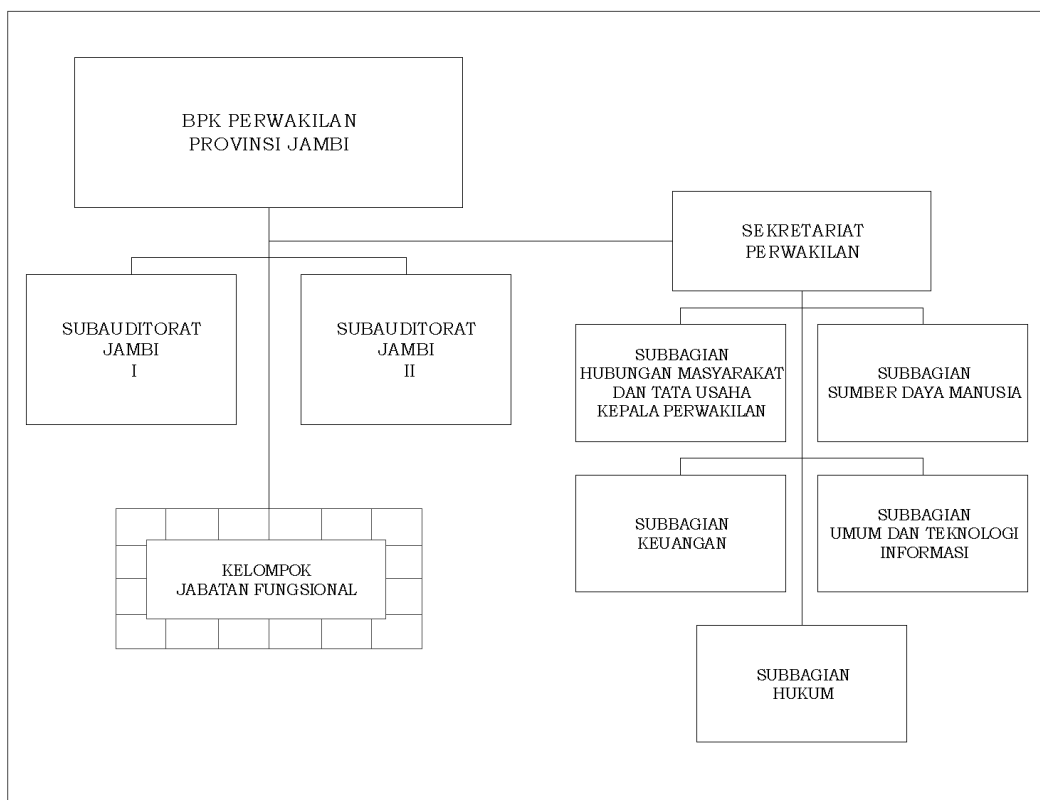 BPK PERWAKILAN
PROVINSI JAMBI
SEKRETARIAT
PERWAKILAN
SUBAUDITORAT
JAMBI
I
SUBAUDITORAT
JAMBI
II
SUBBAGIAN
HUBUNGAN MASYARAKAT
DAN TATA USAHA
KEPALA PERWAKILAN
SUBBAGIAN
SUMBER DAYA MANUSIA
SUBBAGIAN
KEUANGAN
SUBBAGIAN
UMUM DAN TEKNOLOGI
INFORMASI
KELOMPOK
JABATAN FUNGSIONAL
SUBBAGIAN
HUKUM